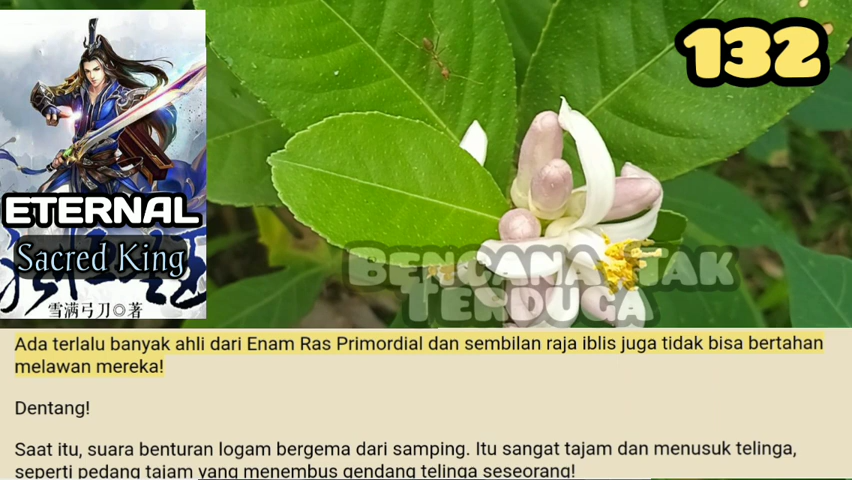 132
ETERNAL
Sacred King
雪满弓刀◎著
BENCANA TAK
TERDUGA
Ada terlalu banyak ahli dari Enam Ras Primordial dan sembilan raja iblis juga tidak bisa bertahan
melawan mereka!
Dentang!
Saat itu, suara benturan logam bergema dari samping. Itu sangat tajam dan menusuk telinga,
seperti pedang tajam yang menembus gendang telinga seseorang!